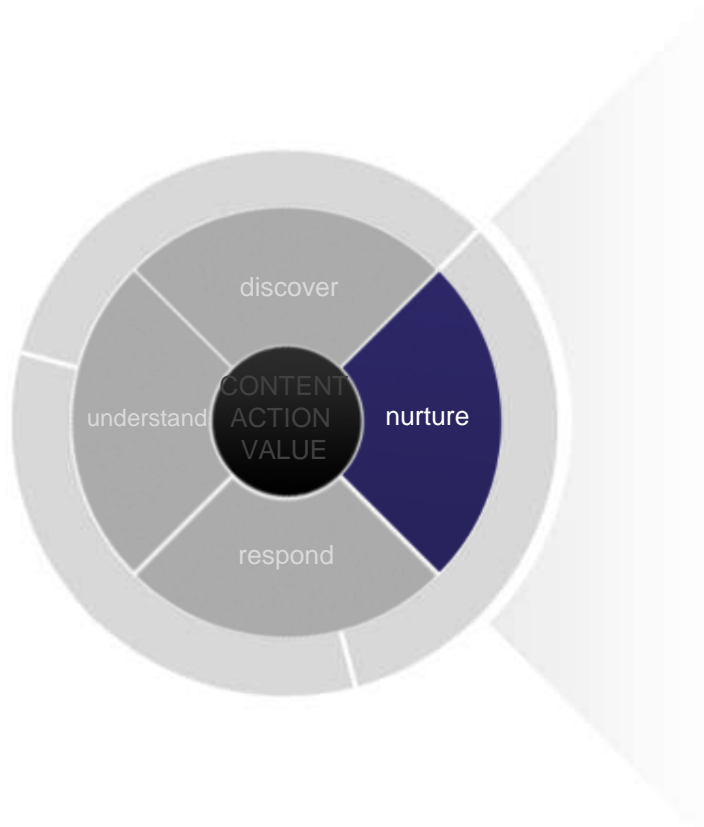 discover
understand
CONTENT
ACTION
VALUE
nurture
respond